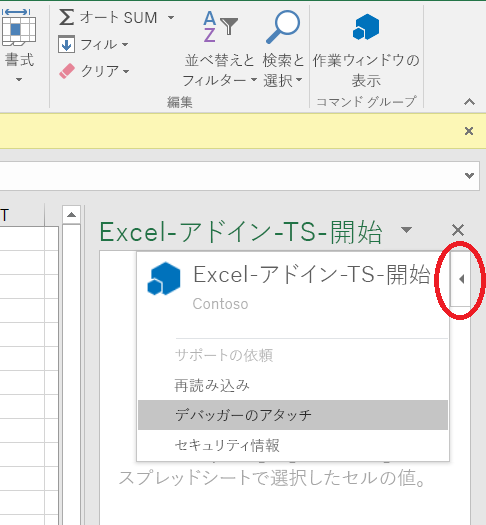 オート SUM
フィル
クリア
書式
並べ替えと
フィルター
検索と
選択
作業ウィンドウの
表示
編集
コマンド グループ
T
Excel-アドイン-TS-開始
Excel-アドイン-TS-開始
Contoso
サポートの依頼
再読み込み
デバッガーのアタッチ
セキュリティ情報
スプレッドシートで選択したセルの値。